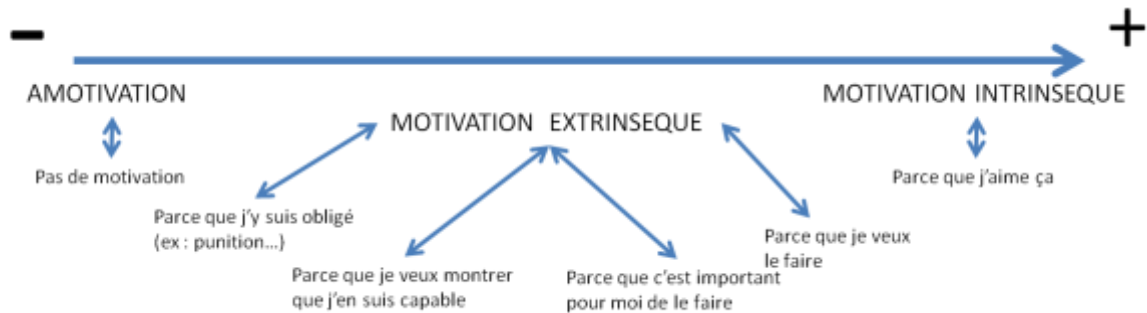 - +
AMOTIVATION
MOTIVATION INTRINSEQUE
MOTIVATION EXTRINSEQUE
Pas de motivation
Parce que j'aime ça
Parce que j'y suis obligé
(ex : punition...)
Parce que je veux
le faire
Parce que je veux montrer
que j'en suis capable
Parce que c'est important
pour moi de le faire